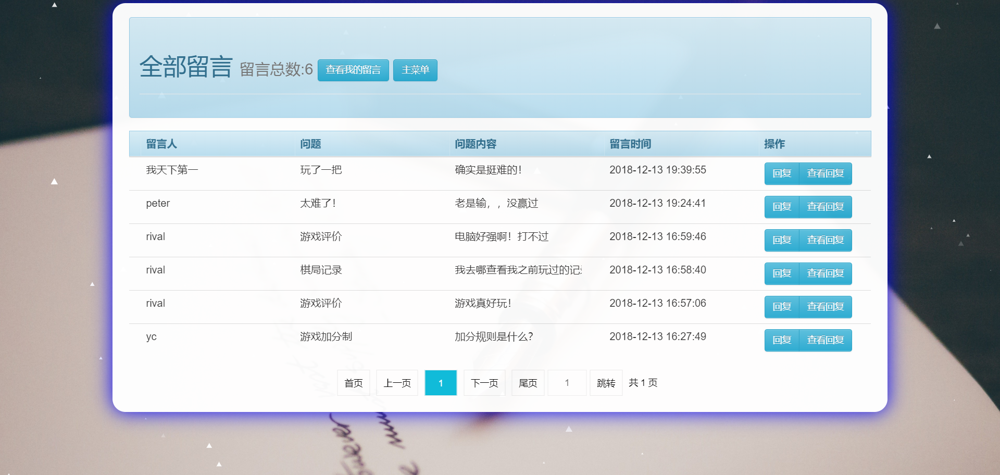 全部留言 留言总数:6 查看我的留言 主菜单
留言人 问题 问题内容 留言时间 操作
我天下第一 玩了一把 确实是挺难的！ 2018-12-13 19:39:55 回复 查看回复
peter 太难了！ 老是输，，没赢过 2018-12-13 19:24:41 回复 查看回复
rival 游戏评价 电脑好强啊！打不过 2018-12-13 16:59:46 回复 查看回复
rival 棋局记录 我去哪查看我之前玩过的记 2018-12-13 16:58:40 回复 查看回复
rival 游戏评价 游戏真好玩！ 2018-12-13 16:57:06 回复 查看回复
yc 游戏加分制 加分规则是什么？ 2018-12-13 16:27:49 回复 查看回复
首页 上一页 1 下一页 尾页 1 跳转 共 1 页